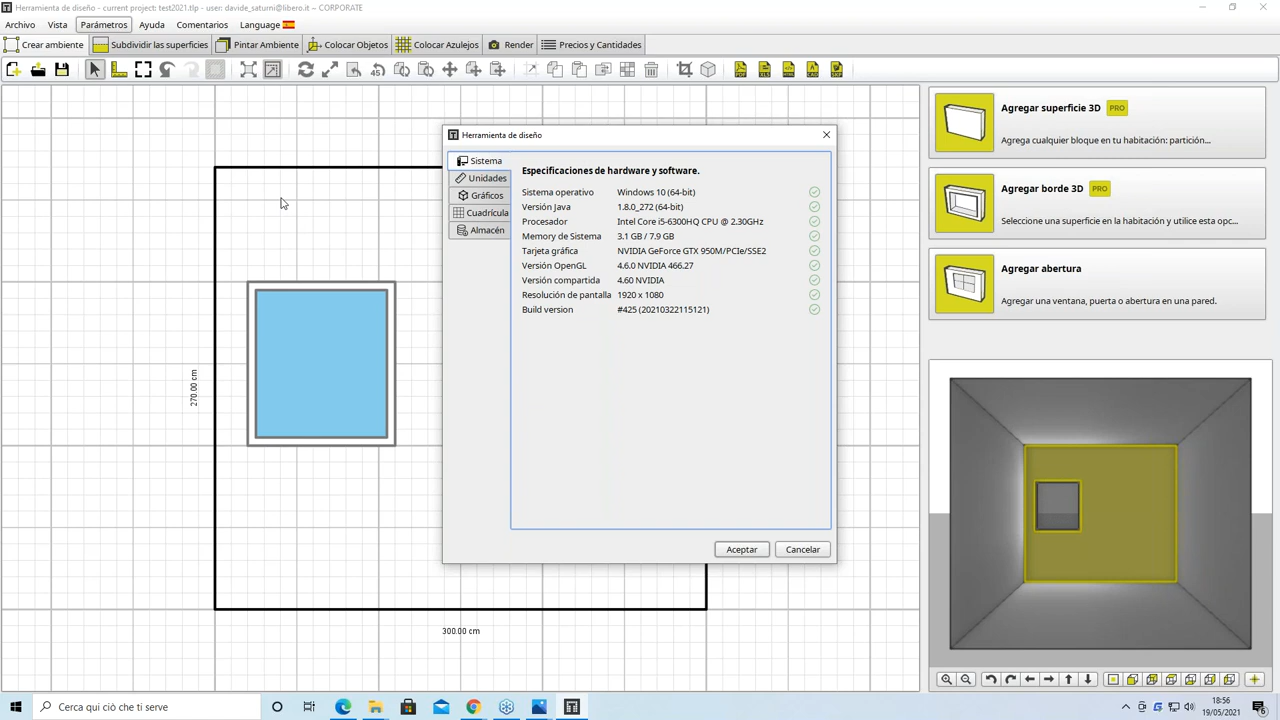 Herramienta de diseño - current project: test2021.tlp - user: davide_saturni@libero.it -- CORPORATE
Archivo Vista Parámetros Ayuda Comentarios Language
Crear ambiente Subdividir las superficies Pintar Ambiente Colocar Objetos Colocar Azulejos Render Precios y Cantidades
45
PDF XLS HTML CAD SKP
Herramienta de diseño
Sistema
Unidades
Gráficos
Cuadrícula
Almacén
Especificaciones de hardware y software.
Sistema operativo Windows 10 (64-bit)
Versión Java 1.8.0_272 (64-bit)
Procesador Intel Core i5-6300HQ CPU @ 2.30GHz
Memory de Sistema 3.1 GB / 7.9 GB
Tarjeta gráfica NVIDIA GeForce GTX 950M/PCIe/SSE2
Versión OpenGL 4.6.0 NVIDIA 466.27
Versión compartida 4.60 NVIDIA
Resolución de pantalla 1920 x 1080
Build version #425 (20210322115121)
Aceptar Cancelar
270.00 cm
300.00 cm
Agregar superficie 3D PRO
Agrega cualquier bloque en tu habitación: partición...
Agregar borde 3D PRO
Seleccione una superficie en la habitación y utilice esta opc...
Agregar abertura
Agregar una ventana, puerta o abertura en una pared.
Cerca qui ciò che ti serve
18:56
19/05/2021